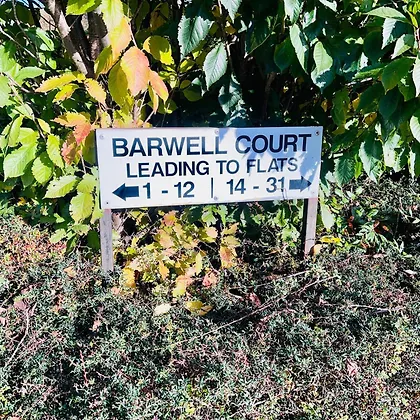 BARWELL COURT
LEADING TO FLATS
← 1 - 12 | 14 - 31 →